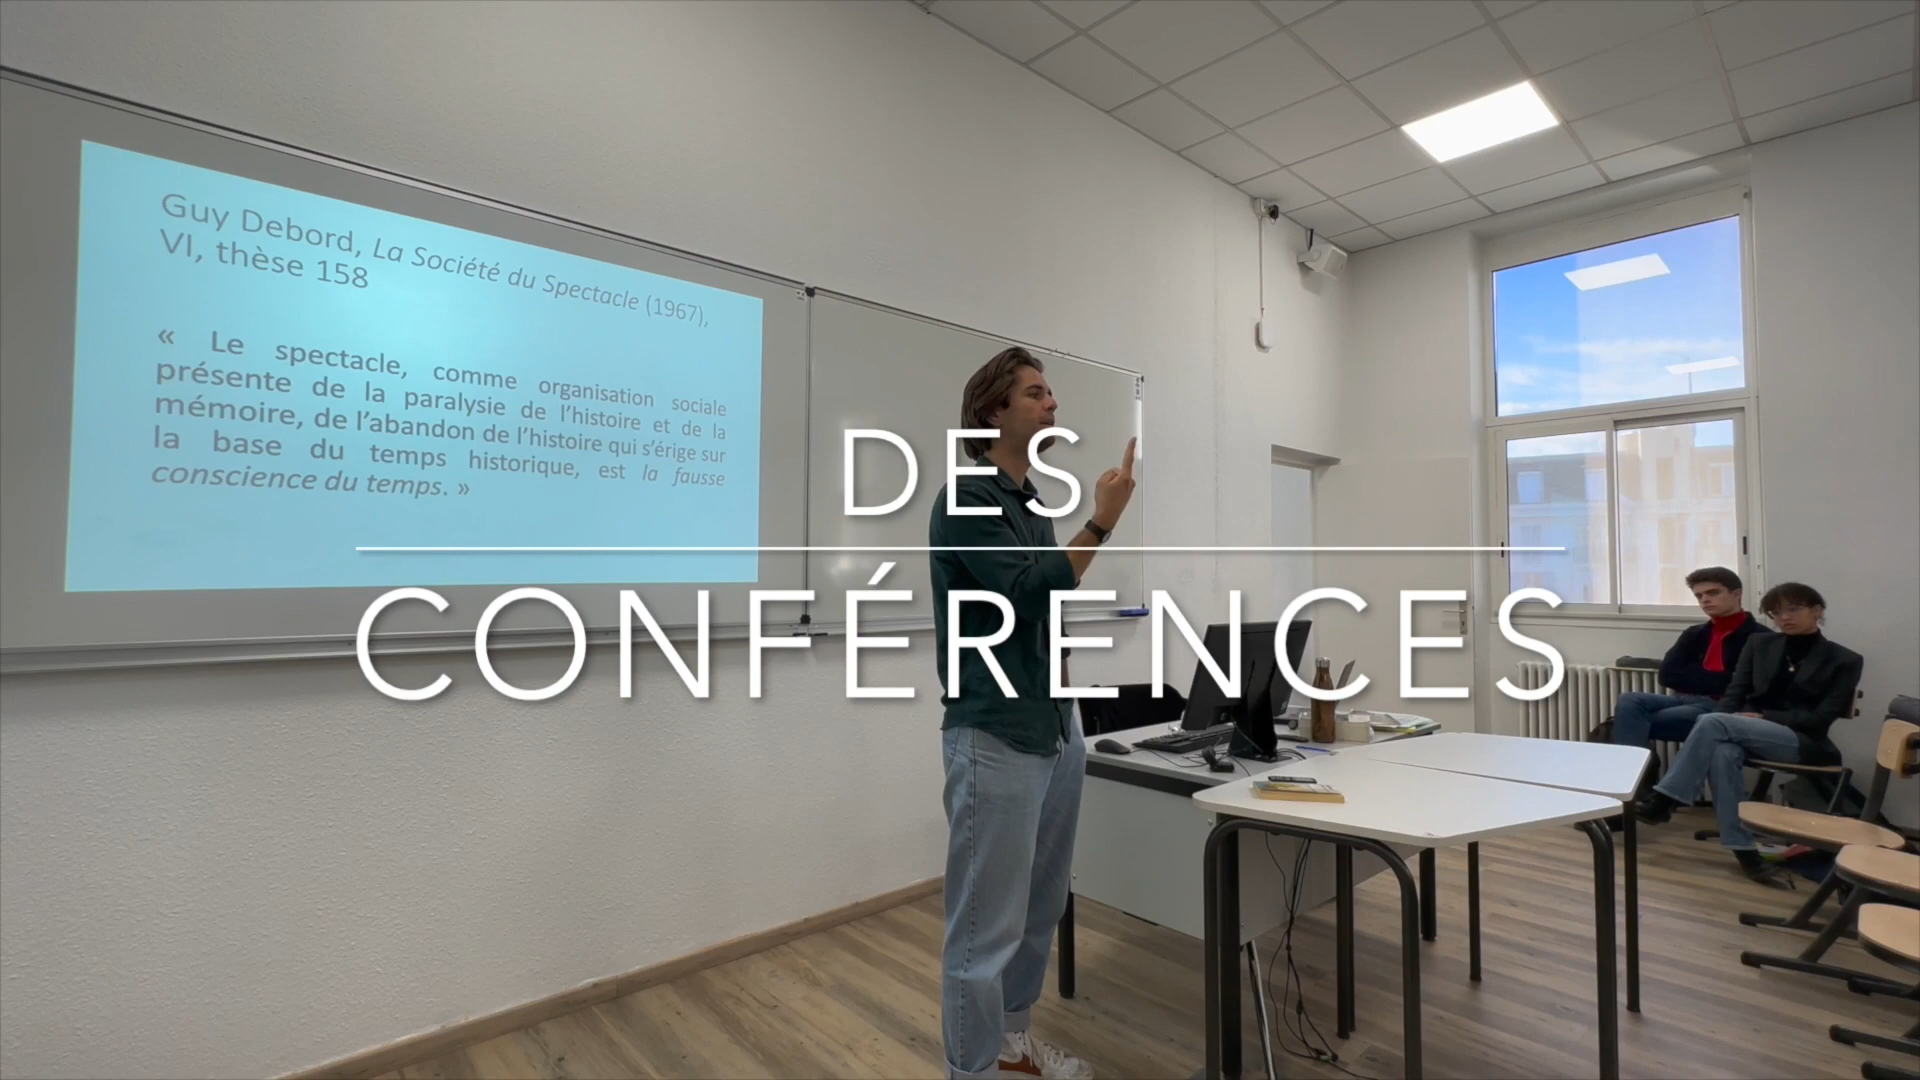 Guy Debord, La Société du Spectacle (1967),
VI, thèse 158
« Le spectacle, comme organisation sociale
présente de la paralysie de l'histoire et de la
mémoire, de l'abandon de l'histoire qui s'érige sur
la base du temps historique, est la fausse
conscience du temps. »
DES
CONFÉRENCES